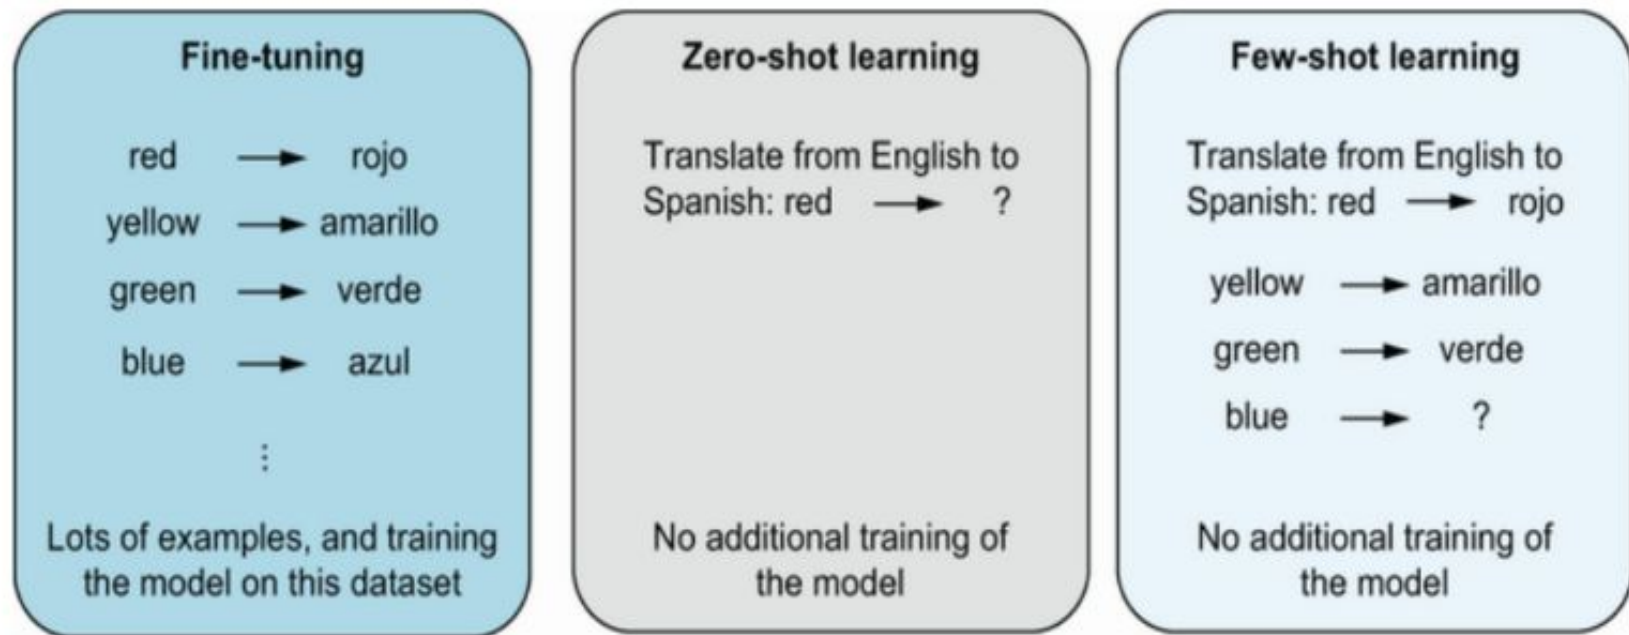 Fine-tuning
red → rojo
yellow → amarillo
green → verde
blue → azul
⋮
Lots of examples, and training
the model on this dataset
Zero-shot learning
Translate from English to
Spanish: red → ?
No additional training of
the model
Few-shot learning
Translate from English to
Spanish: red → rojo
yellow → amarillo
green → verde
blue → ?
No additional training of
the model